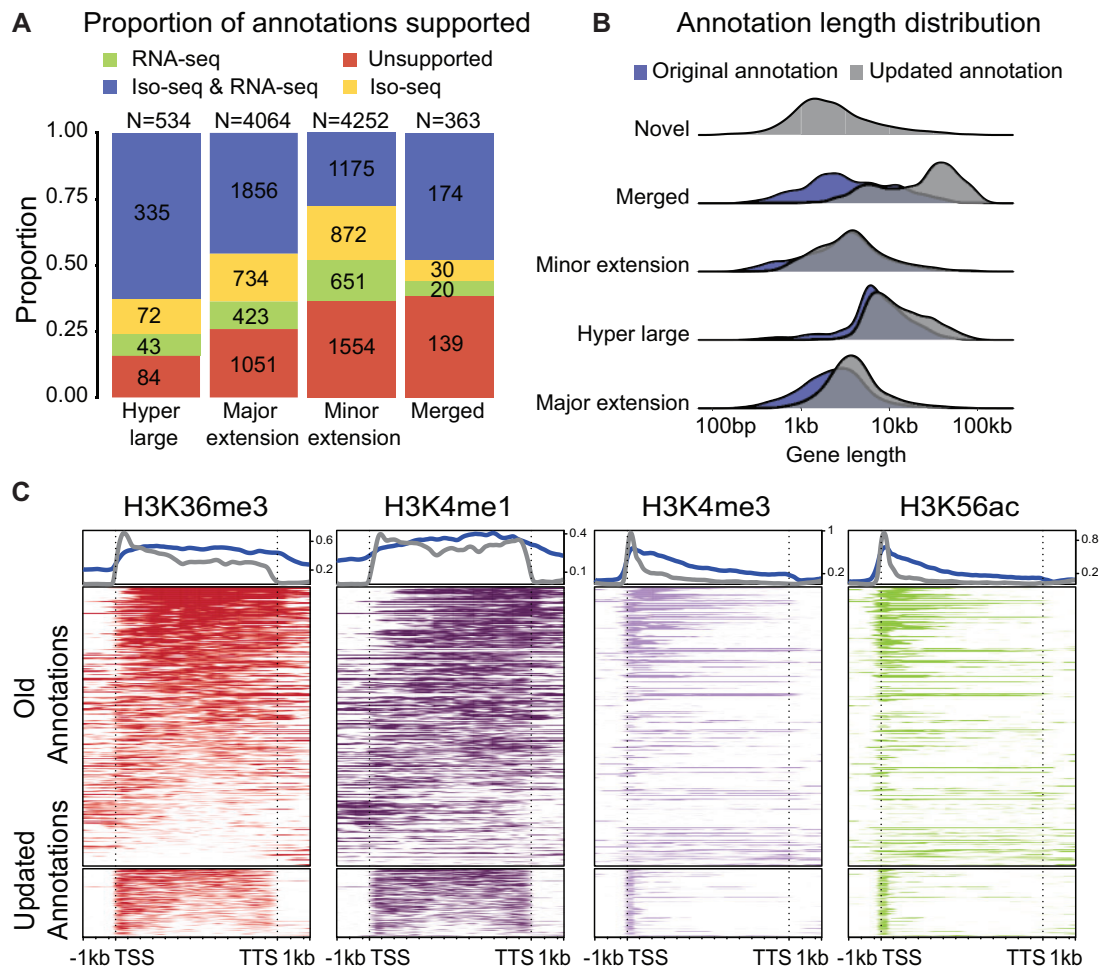 A Proportion of annotations supported
RNA-seq Unsupported
Iso-seq & RNA-seq Iso-seq
N=534 N=4064 N=4252 N=363
1.00
0.75
0.50
0.25
0.00
Proportion
335 1856 1175 174
72 734 872 30
43 423 651 20
84 1051 1554 139
Hyper large
Major extension
Minor extension
Merged
B Annotation length distribution
Original annotation Updated annotation
Novel
Merged
Minor extension
Hyper large
Major extension
100bp 1kb 10kb 100kb
Gene length
C
H3K36me3 H3K4me1 H3K4me3 H3K56ac
0.6 0.4 1 0.8
0.2 0.1 0.2 0.2
Old
Annotations
Updated
Annotations
-1kb TSS TTS 1kb -1kb TSS TTS 1kb -1kb TSS TTS 1kb -1kb TSS TTS 1kb